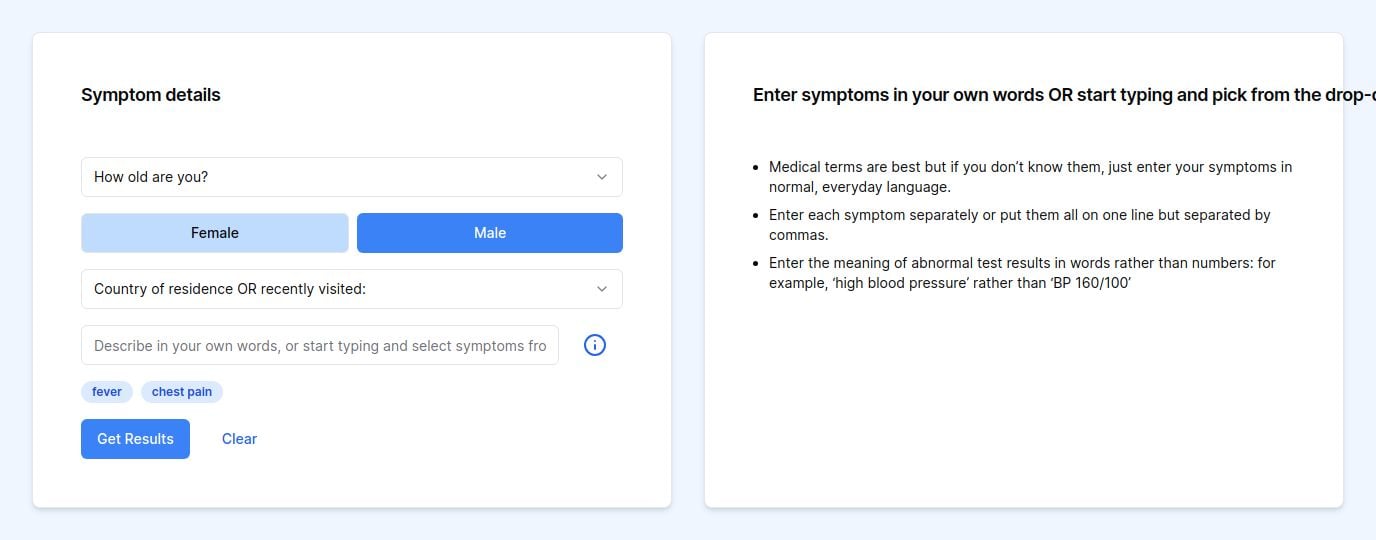 Symptom details
How old are you?
Female
Male
Country of residence OR recently visited:
Describe in your own words, or start typing and select symptoms fro
fever
chest pain
Get Results
Clear
Enter symptoms in your own words OR start typing and pick from the drop-
Medical terms are best but if you don’t know them, just enter your symptoms in
normal, everyday language.
Enter each symptom separately or put them all on one line but separated by
commas.
Enter the meaning of abnormal test results in words rather than numbers: for
example, ‘high blood pressure’ rather than ‘BP 160/100’